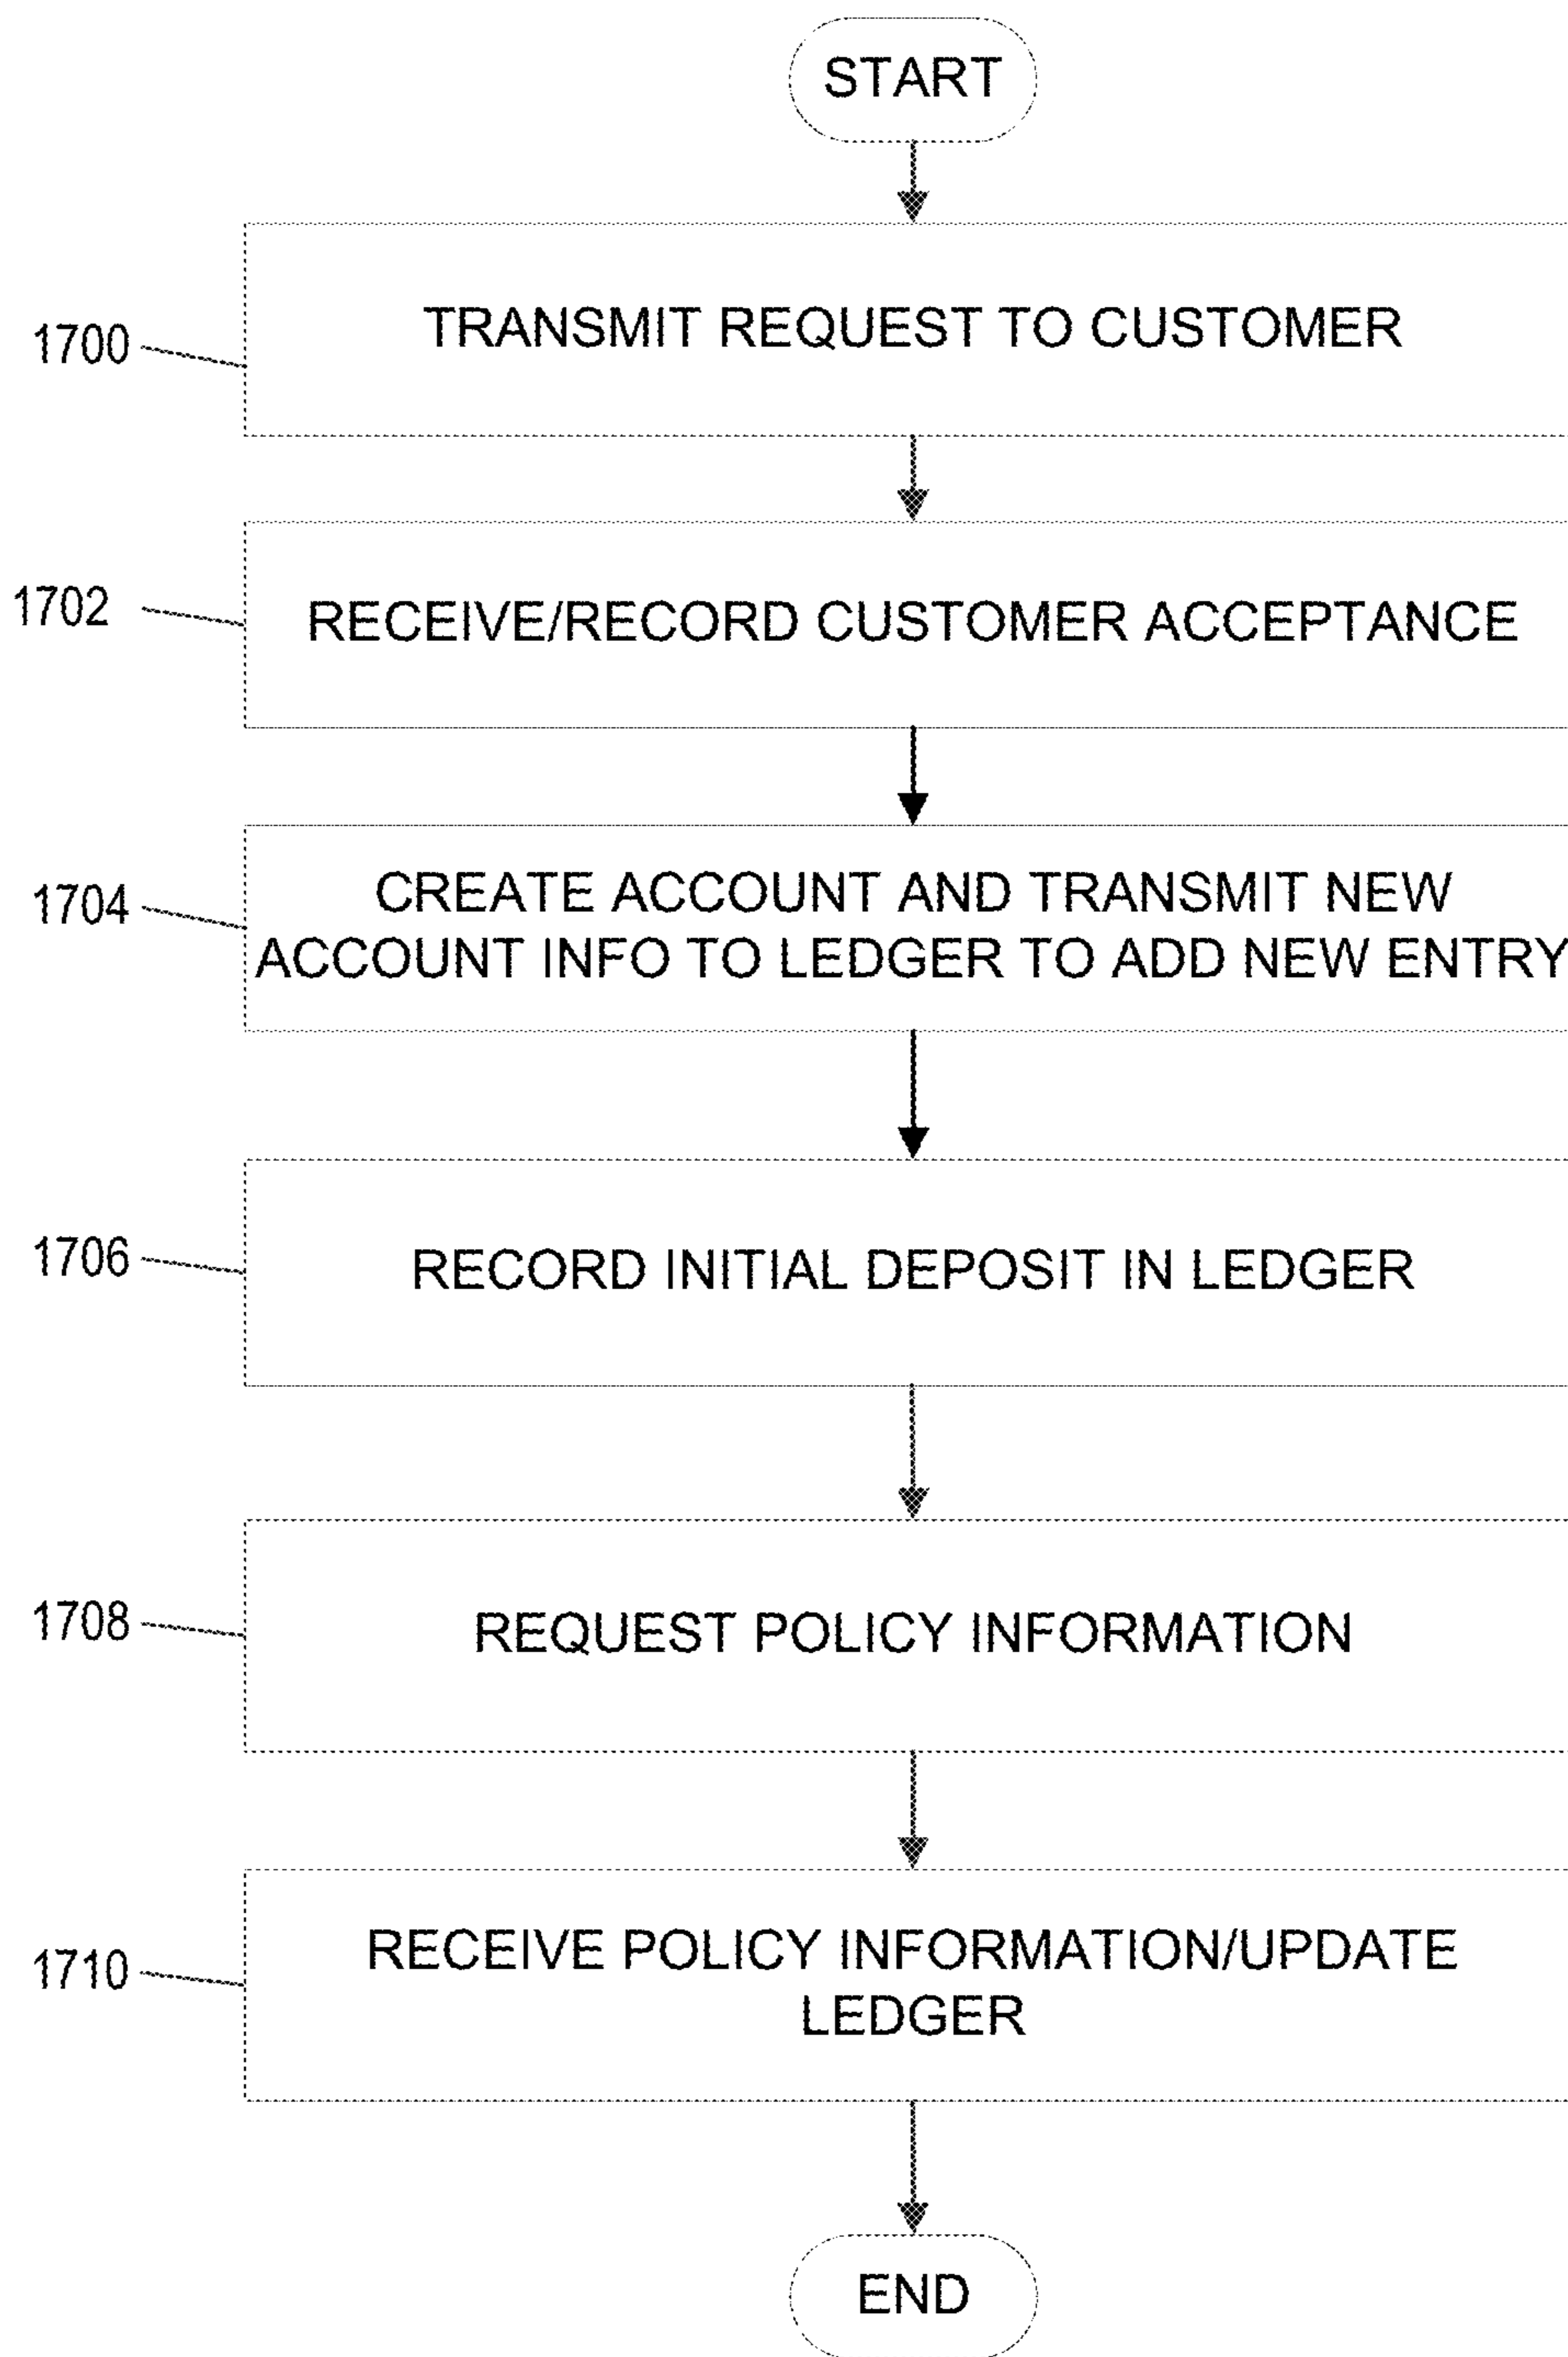 START
1700
TRANSMIT REQUEST TO CUSTOMER
1702
RECEIVE/RECORD CUSTOMER ACCEPTANCE
1704
CREATE ACCOUNT AND TRANSMIT NEW
ACCOUNT INFO TO LEDGER TO ADD NEW ENTRY
1706
RECORD INITIAL DEPOSIT IN LEDGER
1708
REQUEST POLICY INFORMATION
1710
RECEIVE POLICY INFORMATION/UPDATE
LEDGER
END